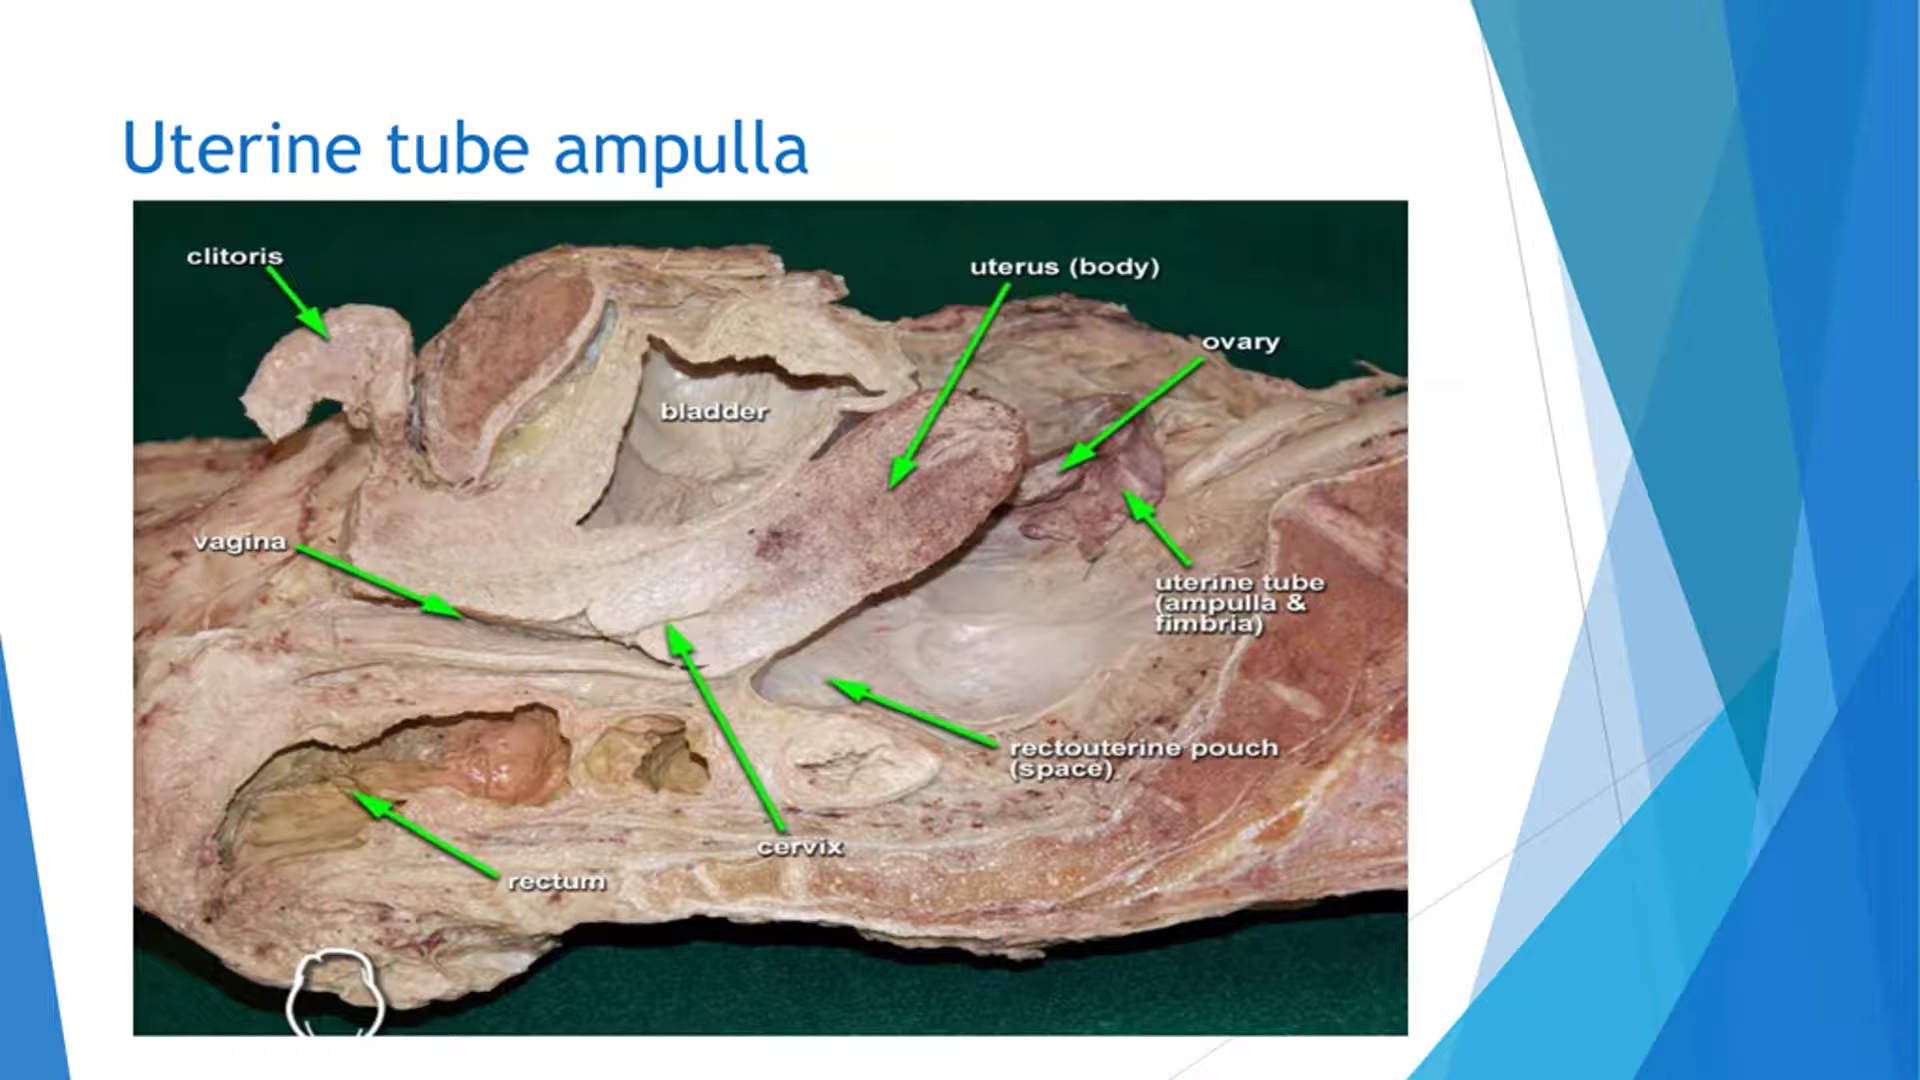 Uterine tube ampulla
clitoris
uterus (body)
ovary
bladder
vagina
uterine tube
(ampulla &
fimbria)
rectouterine pouch
(space)
cervix
rectum